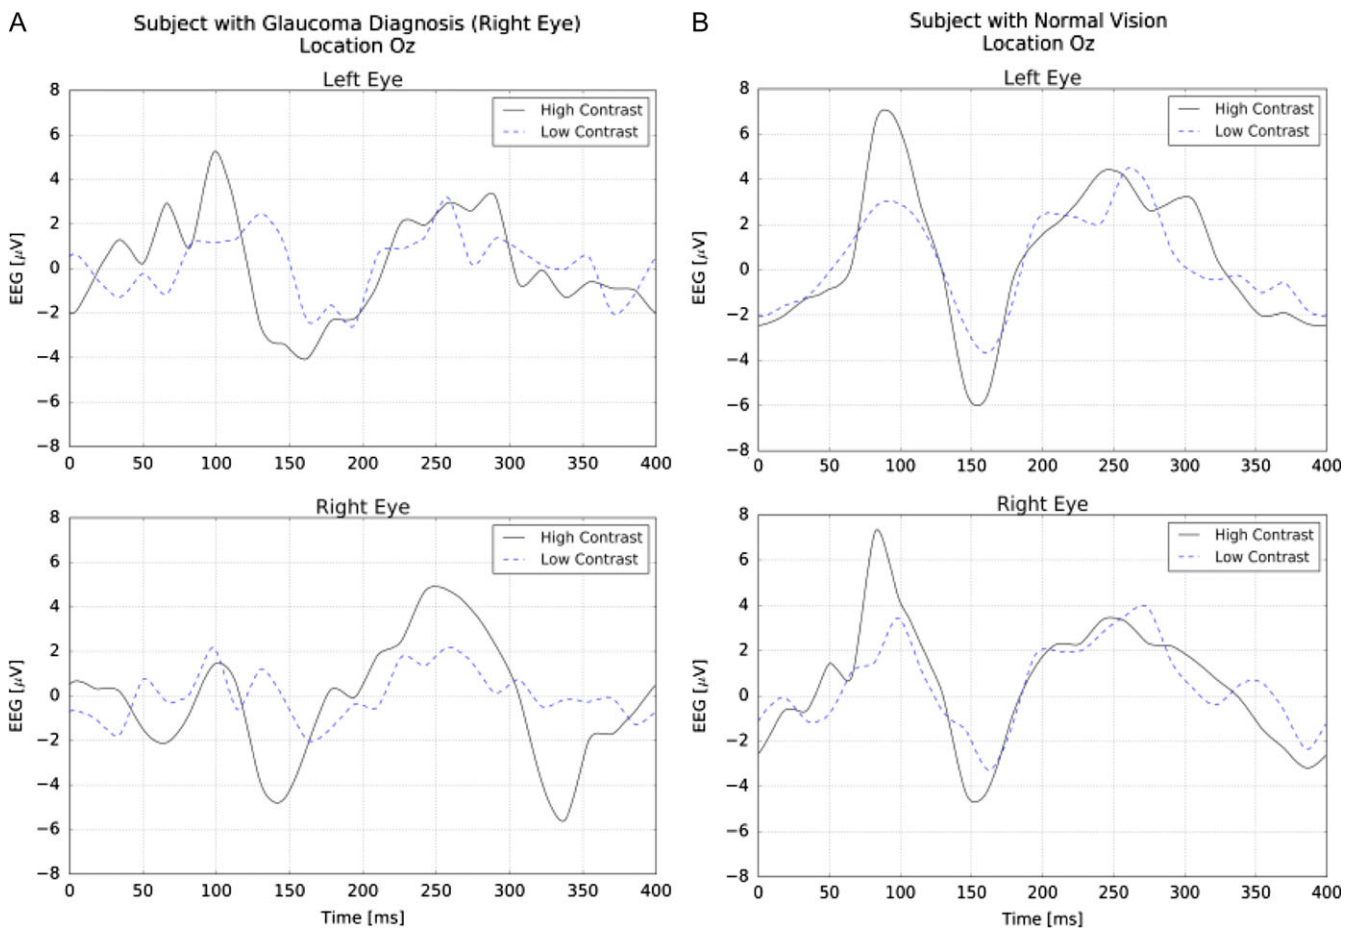 A
Subject with Glaucoma Diagnosis (Right Eye)
Location Oz
Left Eye
8
6
4
2
0
−2
−4
−6
−8
EEG [μV]
High Contrast
Low Contrast
0 50 100 150 200 250 300 350 400
Right Eye
8
6
4
2
0
−2
−4
−6
−8
EEG [μV]
High Contrast
Low Contrast
0 50 100 150 200 250 300 350 400
Time [ms]
B
Subject with Normal Vision
Location Oz
Left Eye
8
6
4
2
0
−2
−4
−6
−8
EEG [μV]
High Contrast
Low Contrast
0 50 100 150 200 250 300 350 400
Right Eye
8
6
4
2
0
−2
−4
−6
−8
EEG [μV]
High Contrast
Low Contrast
0 50 100 150 200 250 300 350 400
Time [ms]